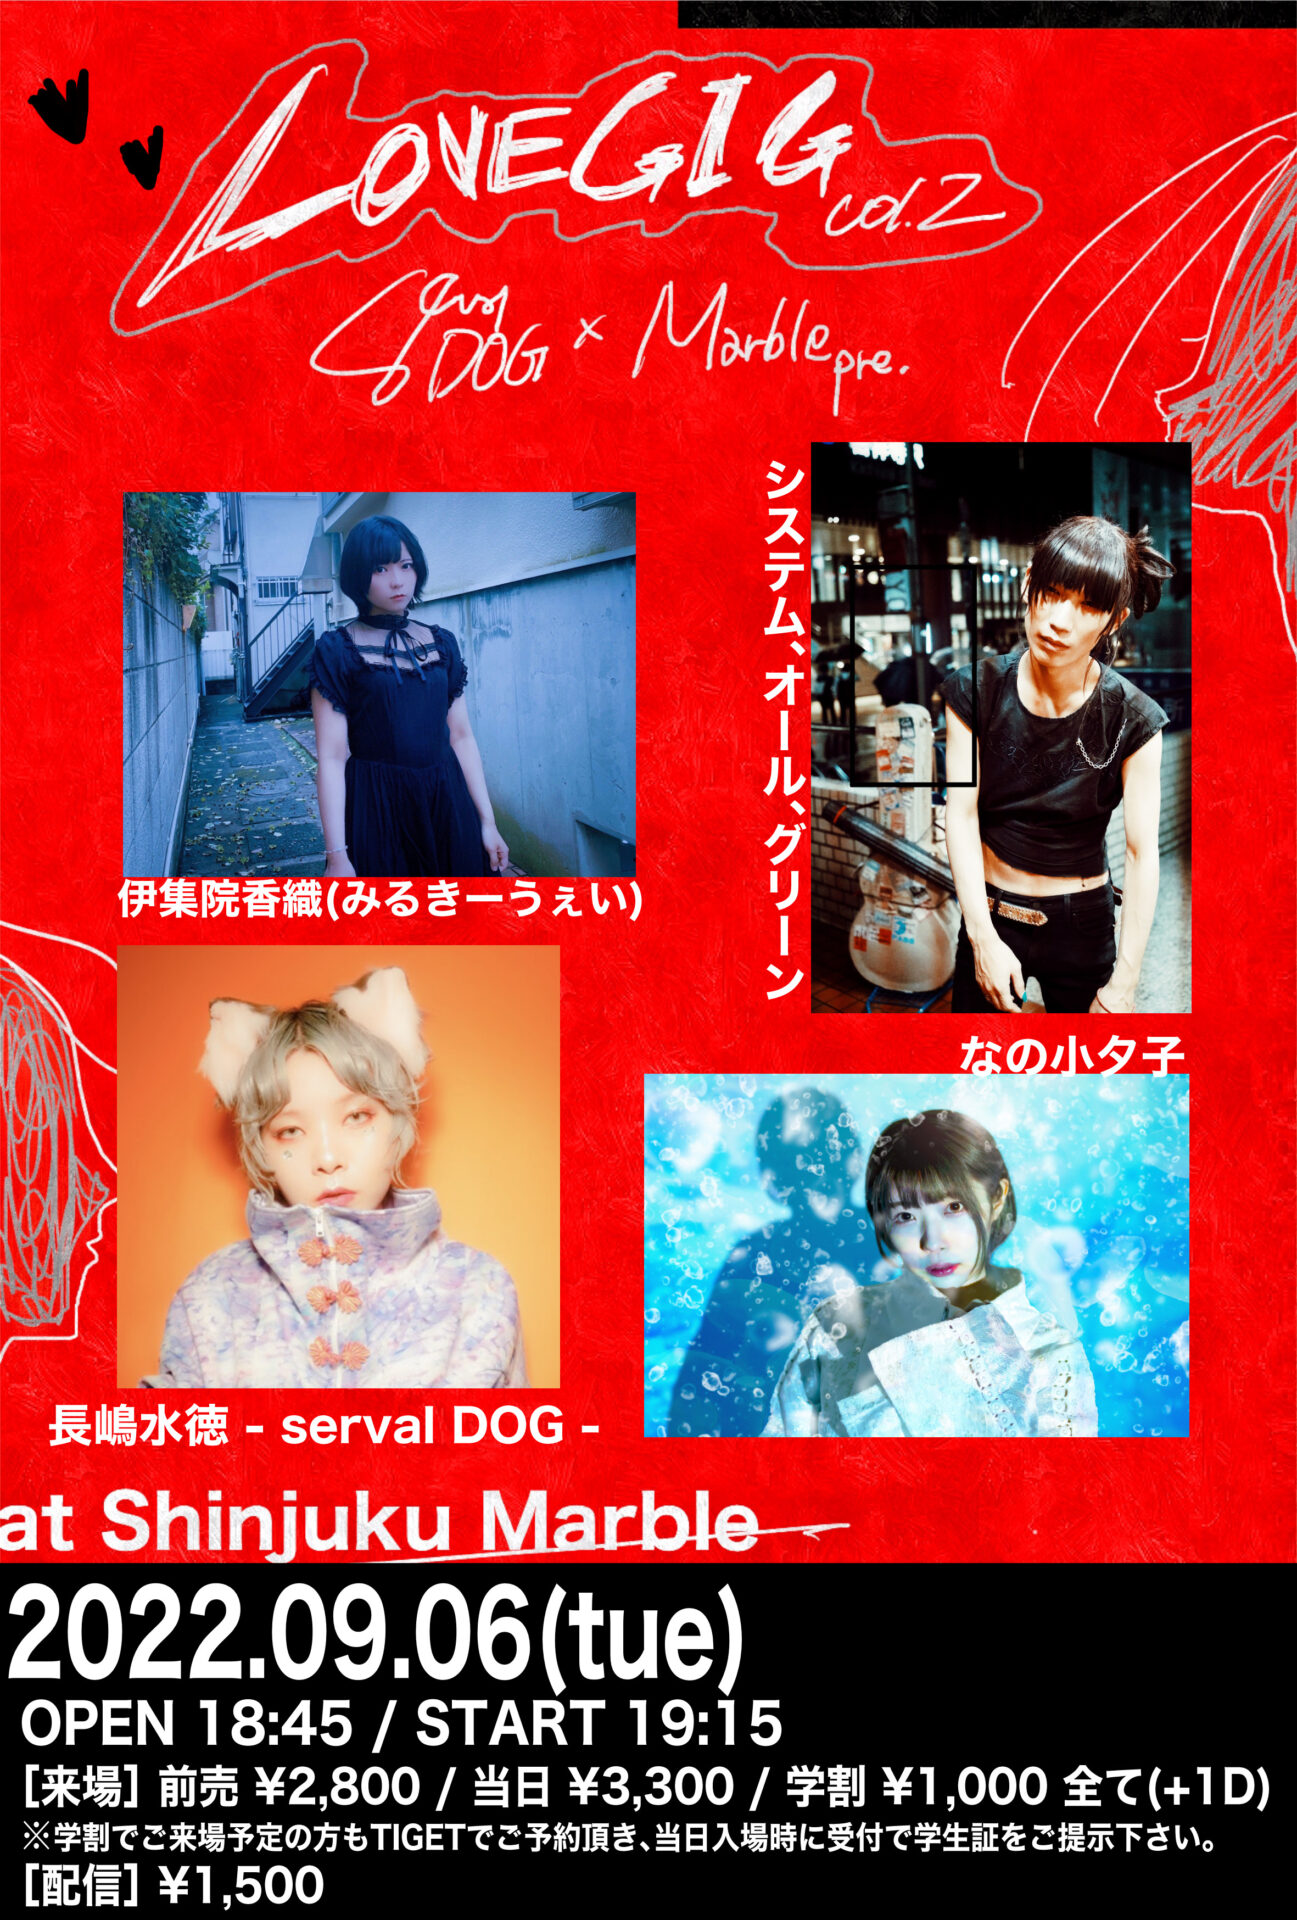 LOVEGIG
col.2
Serval DOG × Marble pre.
システム、オール、グリーン
伊集院香織(みるきーうぇい)
なの小夕子
長嶋水徳 - serval DOG -
at Shinjuku Marble
2022.09.06(tue)
OPEN 18:45 / START 19:15
［来場］前売 ¥2,800 / 当日 ¥3,300 / 学割 ¥1,000 全て(+1D)
※学割でご来場予定の方もTIGETでご予約頂き、当日入場時に受付で学生証をご提示下さい。
［配信］¥1,500